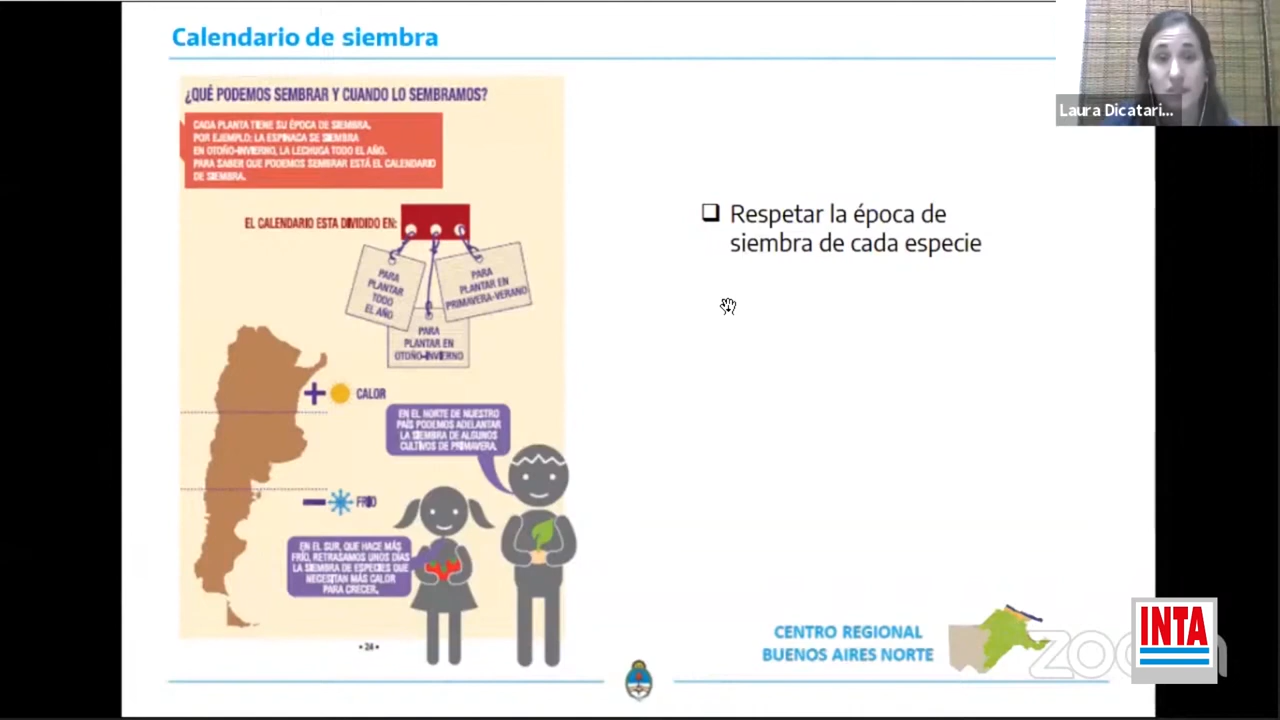 Calendario de siembra
Laura Dicatari...
¿QUÉ PODEMOS SEMBRAR Y CUANDO LO SEMBRAMOS?
CADA PLANTA TIENE SU ÉPOCA DE SIEMBRA,
POR EJEMPLO: LA ESPINACA SE SIEMBRA
EN OTOÑO-INVIERNO, LA LECHUGA TODO EL AÑO.
PARA SABER QUE PODEMOS SEMBRAR ESTÁ EL CALENDARIO
DE SIEMBRA.
EL CALENDARIO ESTA DIVIDIDO EN:
PARA
PLANTAR
TODO
EL AÑO
PARA
PLANTAR EN
OTOÑO-INVIERNO
PARA
PLANTAR EN
PRIMAVERA-VERANO
CALOR
EN EL NORTE DE NUESTRO
PAÍS PODEMOS ADELANTAR
LA SIEMBRA DE ALGUNOS
CULTIVOS DE PRIMAVERA.
FRÍO
EN EL SUR, QUE HACE MÁS
FRÍO, RETRASAMOS UNOS DÍAS
LA SIEMBRA DE ESPECIES QUE
NECESITAN MÁS CALOR
PARA CRECER.
• 24 •
❑ Respetar la época de
siembra de cada especie
CENTRO REGIONAL
BUENOS AIRES NORTE
zoom
INTA